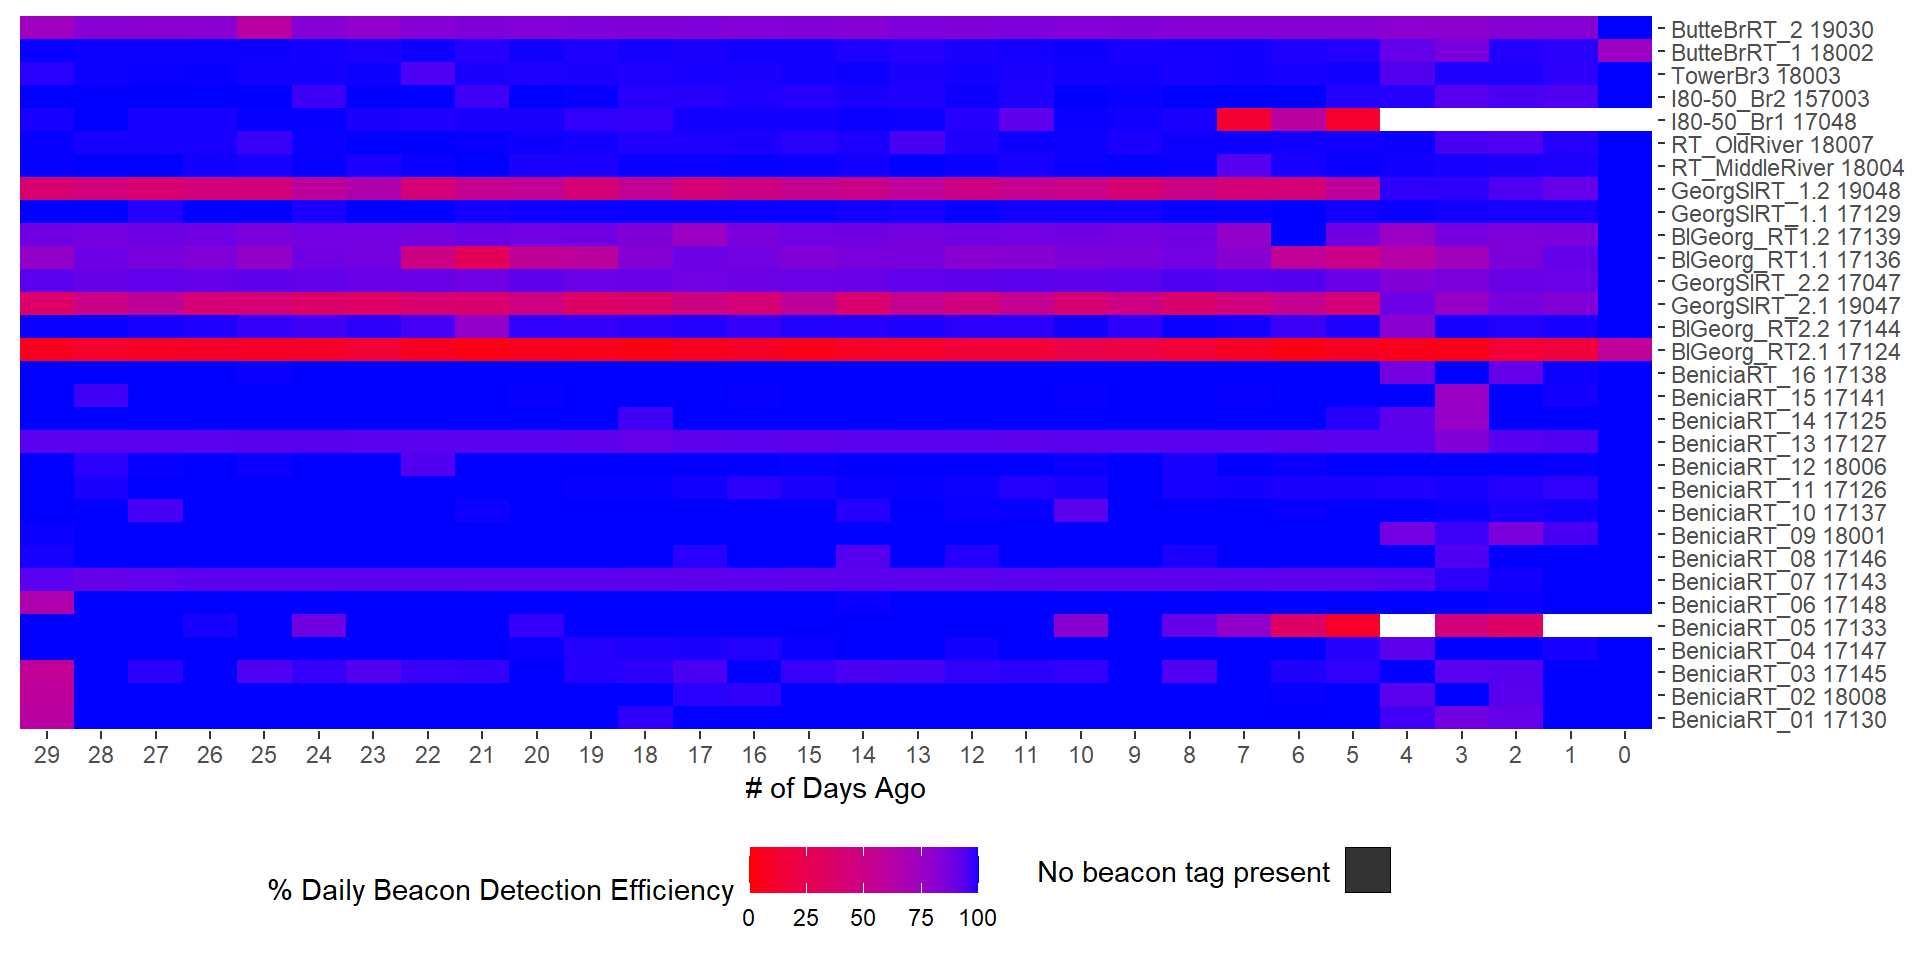 ButteBrRT_2 19030
ButteBrRT_1 18002
TowerBr3 18003
I80-50_Br2 157003
I80-50_Br1 17048
RT_OldRiver 18007
RT_MiddleRiver 18004
GeorgSlRT_1.2 19048
GeorgSlRT_1.1 17129
BlGeorg_RT1.2 17139
BlGeorg_RT1.1 17136
GeorgSlRT_2.2 17047
GeorgSlRT_2.1 19047
BlGeorg_RT2.2 17144
BlGeorg_RT2.1 17124
BeniciaRT_16 17138
BeniciaRT_15 17141
BeniciaRT_14 17125
BeniciaRT_13 17127
BeniciaRT_12 18006
BeniciaRT_11 17126
BeniciaRT_10 17137
BeniciaRT_09 18001
BeniciaRT_08 17146
BeniciaRT_07 17143
BeniciaRT_06 17148
BeniciaRT_05 17133
BeniciaRT_04 17147
BeniciaRT_03 17145
BeniciaRT_02 18008
BeniciaRT_01 17130
29 28 27 26 25 24 23 22 21 20 19 18 17 16 15 14 13 12 11 10 9 8 7 6 5 4 3 2 1 0
# of Days Ago
% Daily Beacon Detection Efficiency
0 25 50 75 100
No beacon tag present